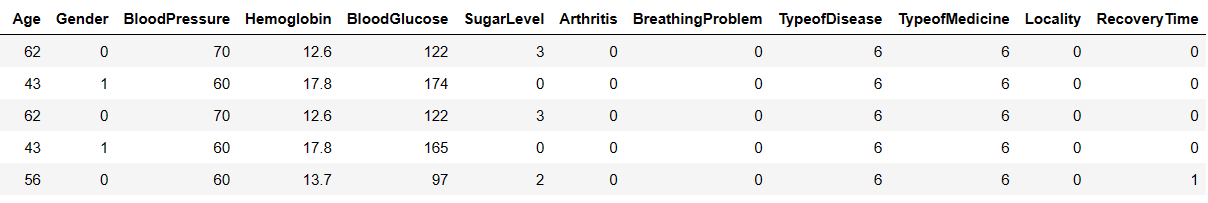 Age Gender BloodPressure Hemoglobin BloodGlucose SugarLevel Arthritis BreathingProblem TypeofDisease TypeofMedicine Locality RecoveryTime
62 0 70 12.6 122 3 0 0 6 6 0 0
43 1 60 17.8 174 0 0 0 6 6 0 0
62 0 70 12.6 122 3 0 0 6 6 0 0
43 1 60 17.8 165 0 0 0 6 6 0 0
56 0 60 13.7 97 2 0 0 6 6 0 1